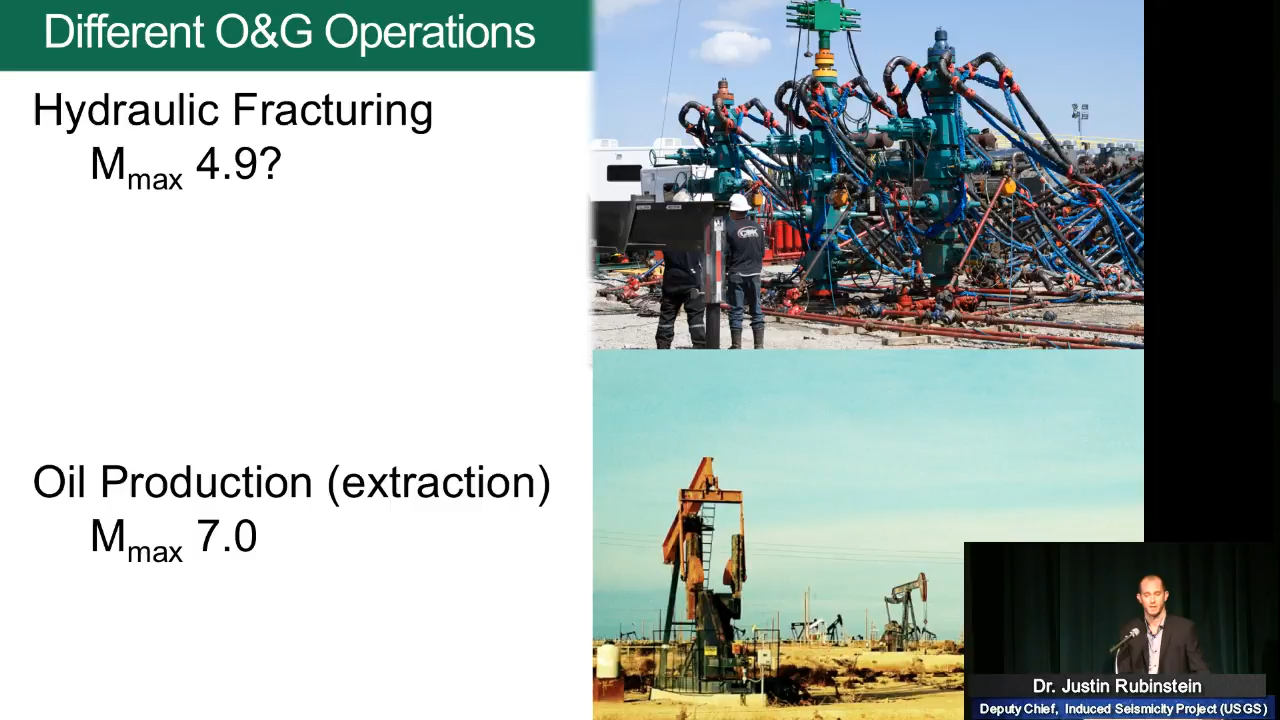 Different O&G Operations
Hydraulic Fracturing
Mmax 4.9?
Oil Production (extraction)
Mmax 7.0
Dr. Justin Rubinstein
Deputy Chief, Induced Seismicity Project (USGS)